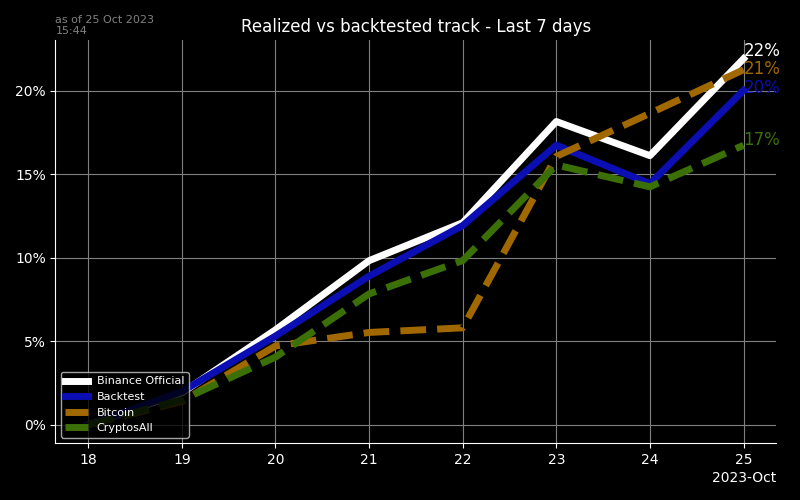 as of 25 Oct 2023
15:44
Realized vs backtested track - Last 7 days
22%
21%
20%
17%
20%
15%
10%
5%
0%
Binance Official
Backtest
Bitcoin
CryptosAll
18 19 20 21 22 23 24 25
2023-Oct